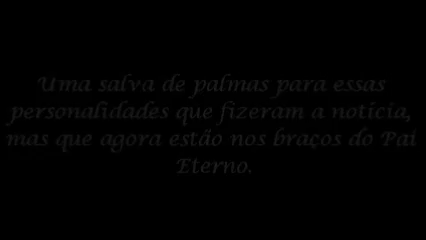 Uma salva de palmas para essas
personalidades que fizeram a notícia,
mas que agora estão nos braços do Pai
Eterno.